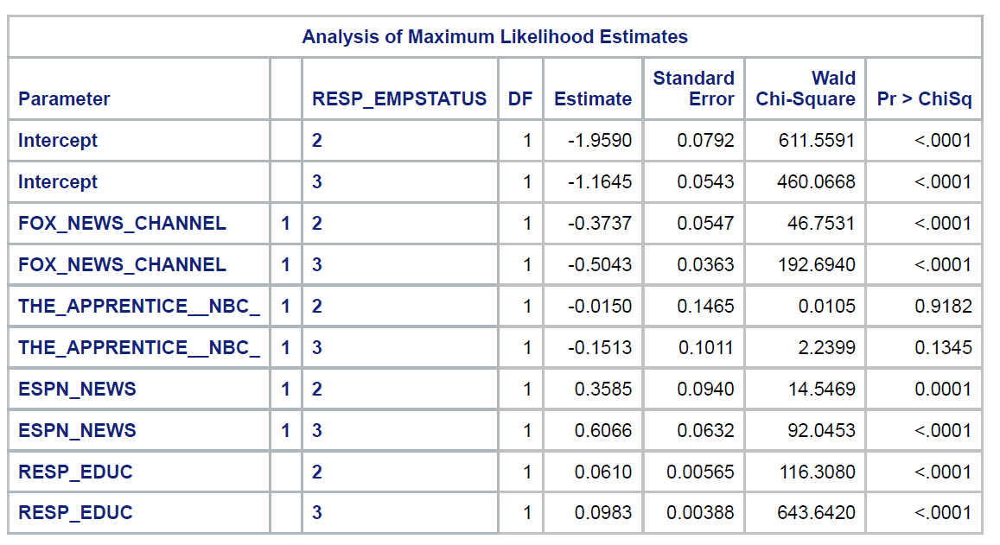 Analysis of Maximum Likelihood Estimates
Parameter RESP_EMPSTATUS DF Estimate Standard Error Wald Chi-Square Pr > ChiSq
Intercept 2 1 -1.9590 0.0792 611.5591 <.0001
Intercept 3 1 -1.1645 0.0543 460.0668 <.0001
FOX_NEWS_CHANNEL 1 2 1 -0.3737 0.0547 46.7531 <.0001
FOX_NEWS_CHANNEL 1 3 1 -0.5043 0.0363 192.6940 <.0001
THE_APPRENTICE__NBC_ 1 2 1 -0.0150 0.1465 0.0105 0.9182
THE_APPRENTICE__NBC_ 1 3 1 -0.1513 0.1011 2.2399 0.1345
ESPN_NEWS 1 2 1 0.3585 0.0940 14.5469 0.0001
ESPN_NEWS 1 3 1 0.6066 0.0632 92.0453 <.0001
RESP_EDUC 2 1 0.0610 0.00565 116.3080 <.0001
RESP_EDUC 3 1 0.0983 0.00388 643.6420 <.0001